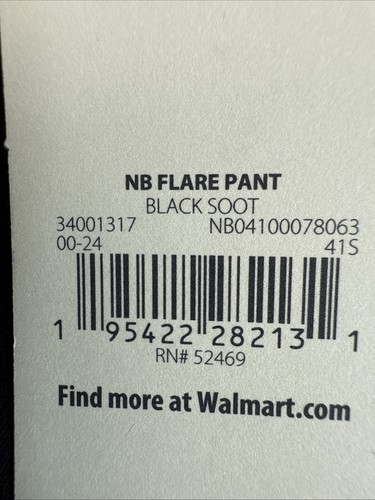 NB FLARE PANT
BLACK SOOT
34001317 NB04100078063
00-24 41S
1 95422 28213 1
RN# 52469
Find more at Walmart.com